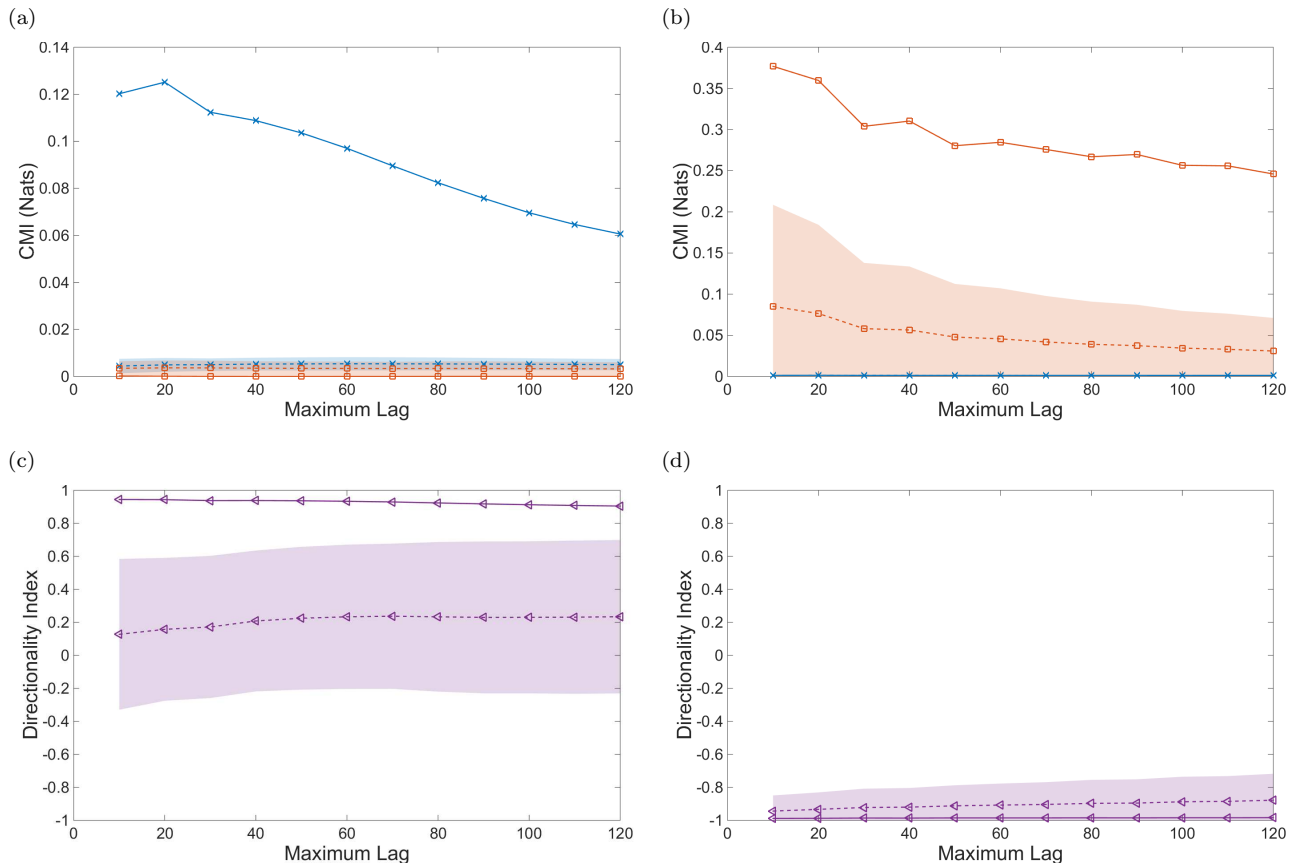 (a)
0.14
0.12
0.1
0.08
0.06
0.04
0.02
0
CMI (Nats)
0 20 40 60 80 100 120
Maximum Lag
(b)
0.4
0.35
0.3
0.25
0.2
0.15
0.1
0.05
0
CMI (Nats)
0 20 40 60 80 100 120
Maximum Lag
(c)
1
0.8
0.6
0.4
0.2
0
-0.2
-0.4
-0.6
-0.8
-1
Directionality Index
0 20 40 60 80 100 120
Maximum Lag
(d)
1
0.8
0.6
0.4
0.2
0
-0.2
-0.4
-0.6
-0.8
-1
Directionality Index
0 20 40 60 80 100 120
Maximum Lag